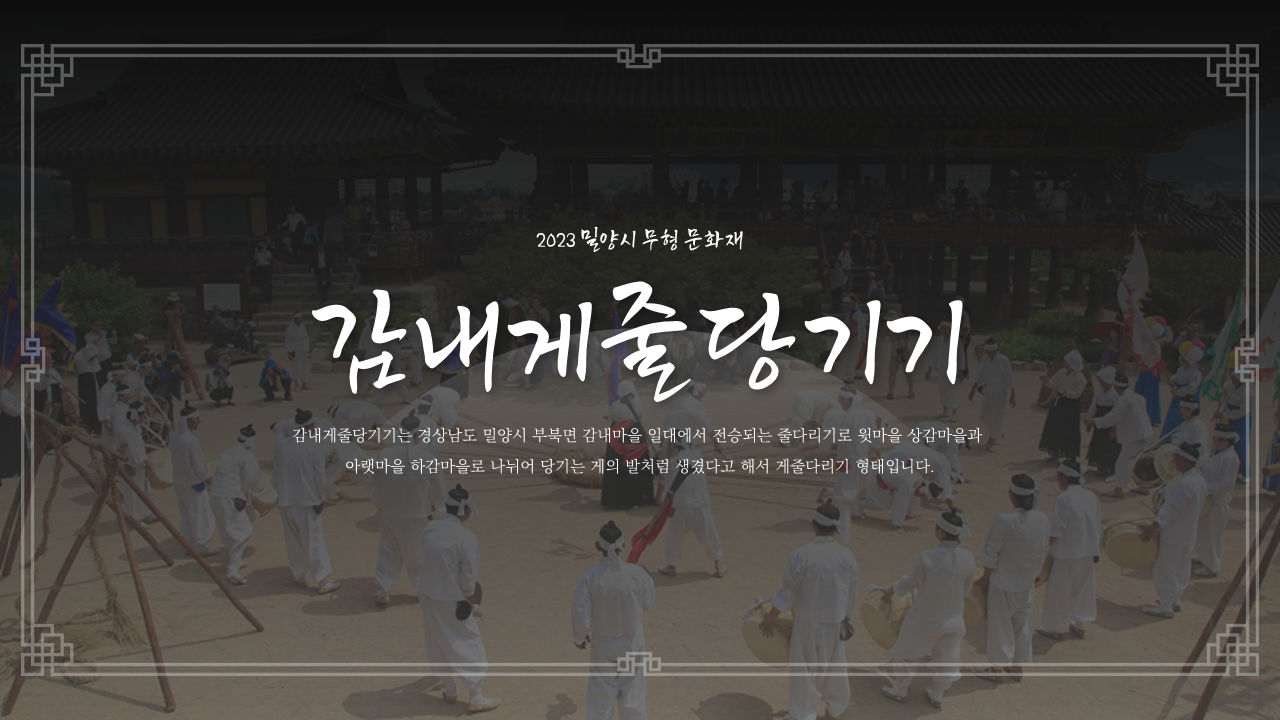 2023 밀양시 무형 문화재
감내게줄당기기
감내게줄당기기는 경상남도 밀양시 부북면 감내마을 일대에서 전승되는 줄다리기로 윗마을 상감마을과
아랫마을 하감마을로 나뉘어 당기는 게의 발처럼 생겼다고 해서 게줄다리기 형태입니다.